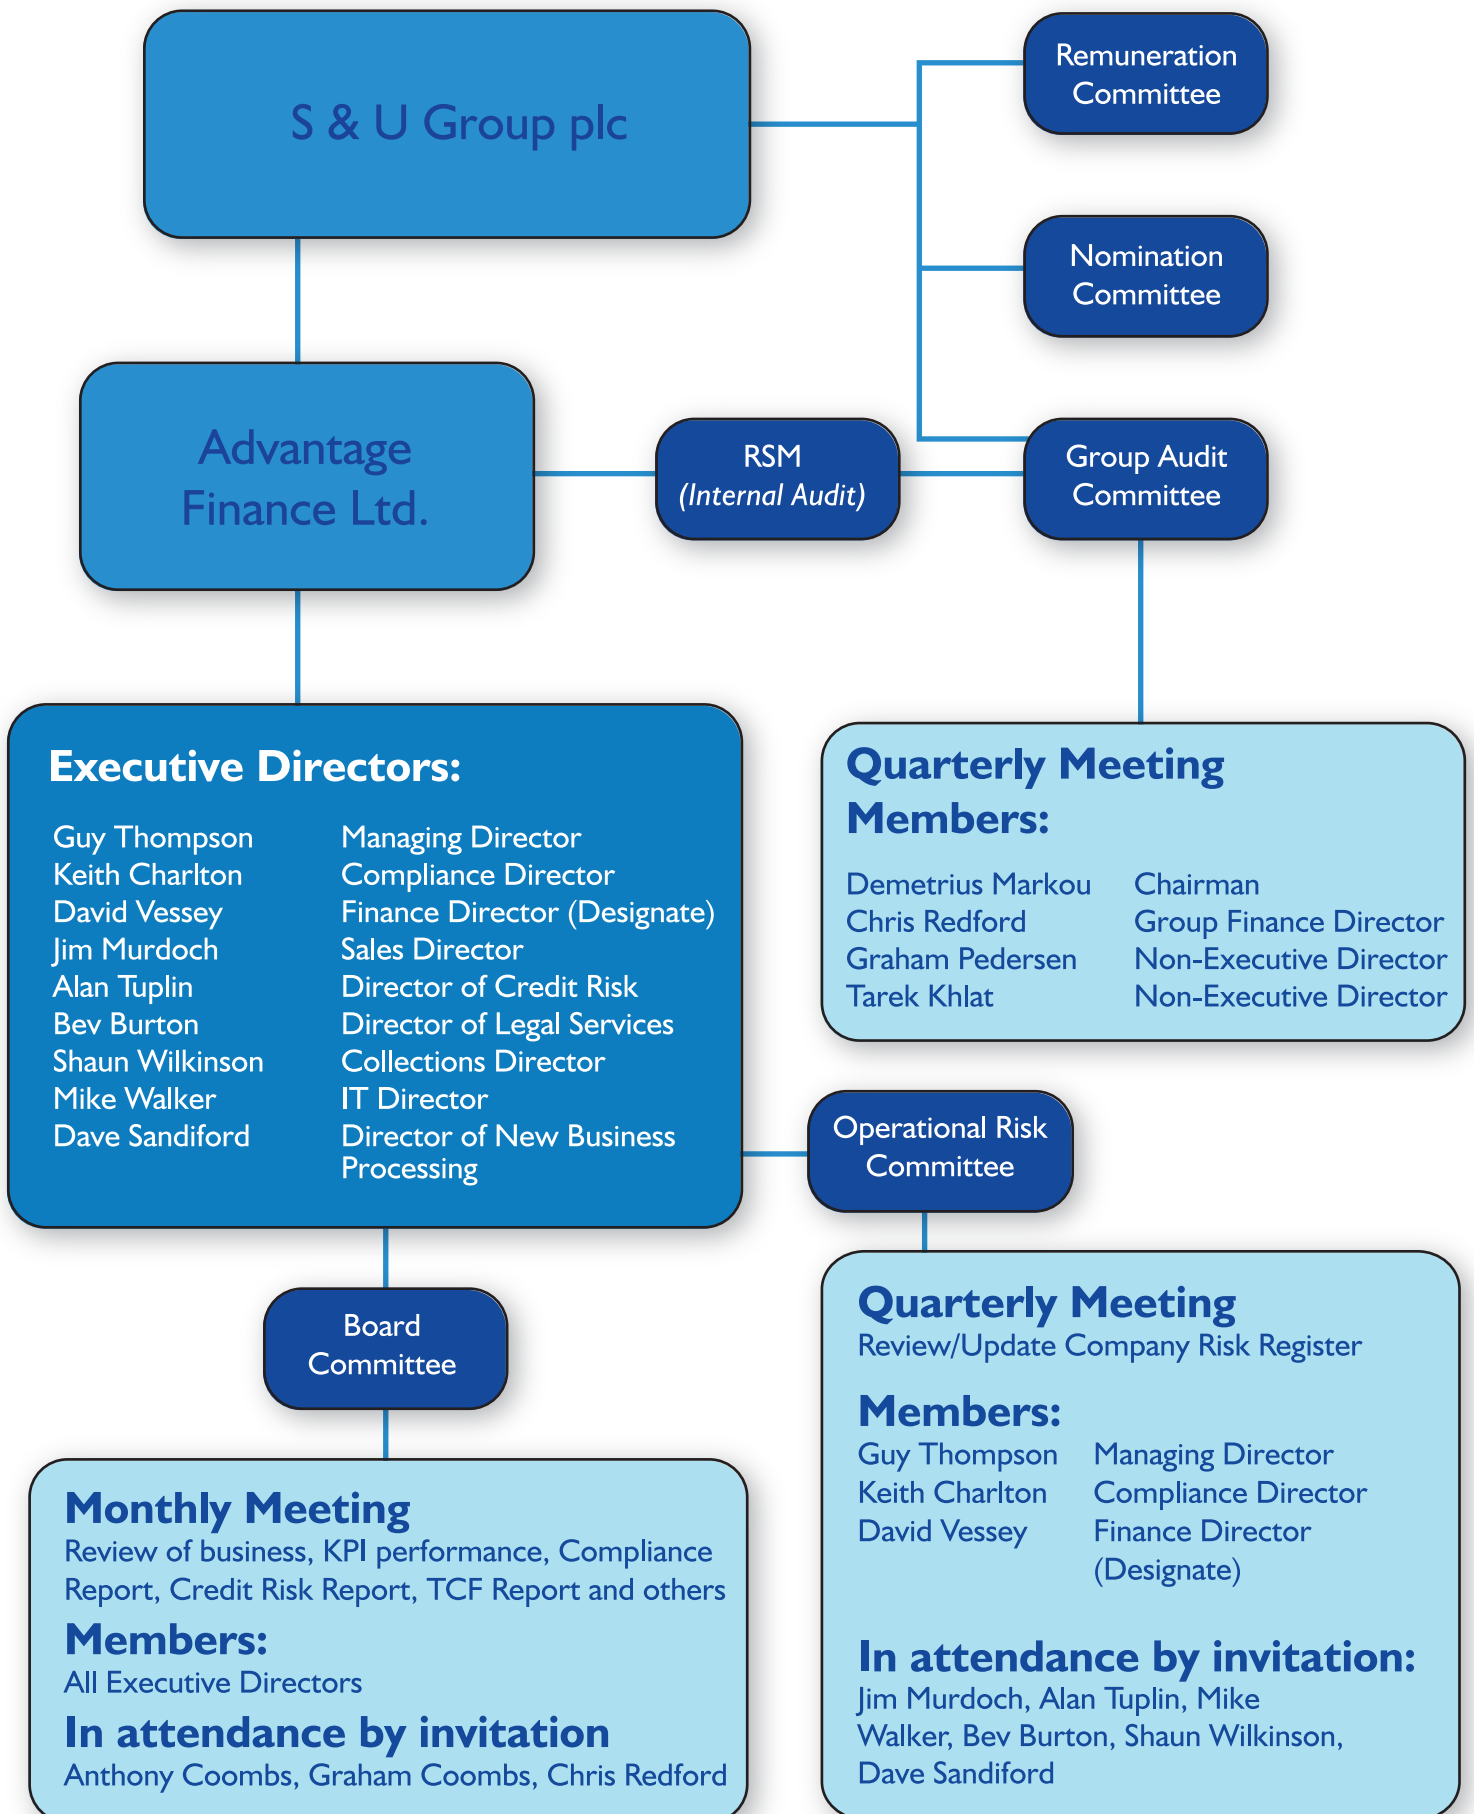 S & U Group plc
Remuneration
Committee
Nomination
Committee
Advantage
Finance Ltd.
RSM
(Internal Audit)
Group Audit
Committee
Executive Directors:
Guy Thompson Managing Director
Keith Charlton Compliance Director
David Vessey Finance Director (Designate)
Jim Murdoch Sales Director
Alan Tuplin Director of Credit Risk
Bev Burton Director of Legal Services
Shaun Wilkinson Collections Director
Mike Walker IT Director
Dave Sandiford Director of New Business
Processing
Quarterly Meeting
Members:
Demetrius Markou Chairman
Chris Redford Group Finance Director
Graham Pedersen Non-Executive Director
Tarek Khlat Non-Executive Director
Operational Risk
Committee
Board
Committee
Monthly Meeting
Review of business, KPI performance, Compliance
Report, Credit Risk Report, TCF Report and others
Members:
All Executive Directors
In attendance by invitation
Anthony Coombs, Graham Coombs, Chris Redford
Quarterly Meeting
Review/Update Company Risk Register
Members:
Guy Thompson Managing Director
Keith Charlton Compliance Director
David Vessey Finance Director
(Designate)
In attendance by invitation:
Jim Murdoch, Alan Tuplin, Mike
Walker, Bev Burton, Shaun Wilkinson,
Dave Sandiford